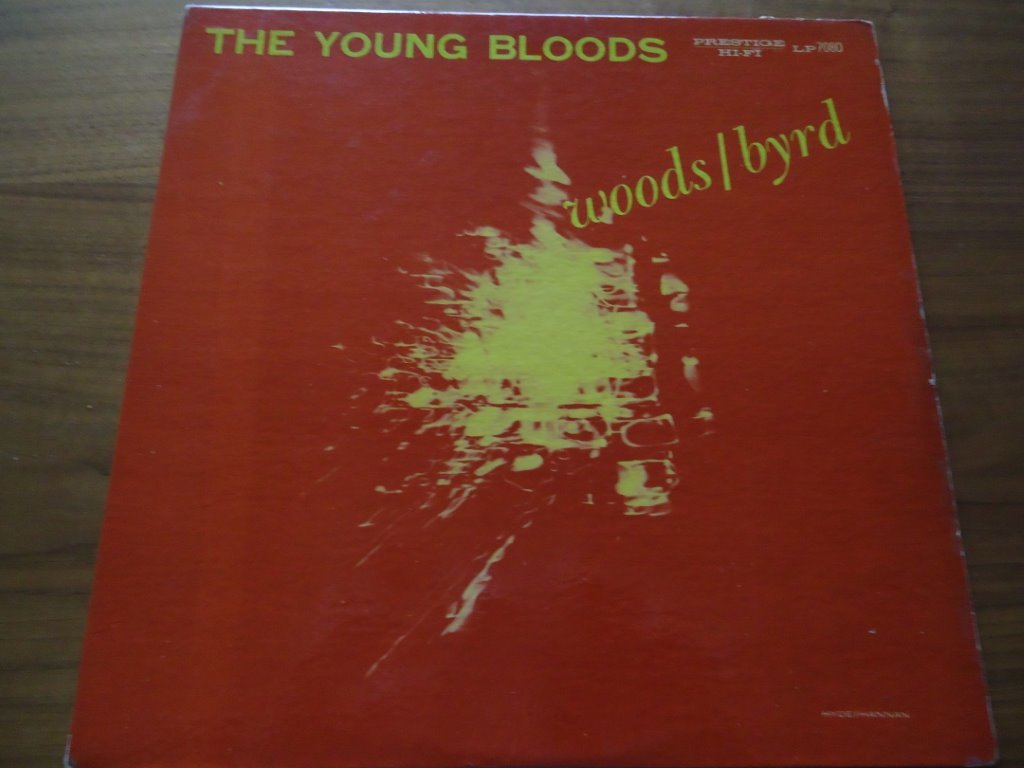 THE YOUNG BLOODS
PRESTIGE
HI-FI
LP 7080
woods/byrd
HYDE/HANNAN